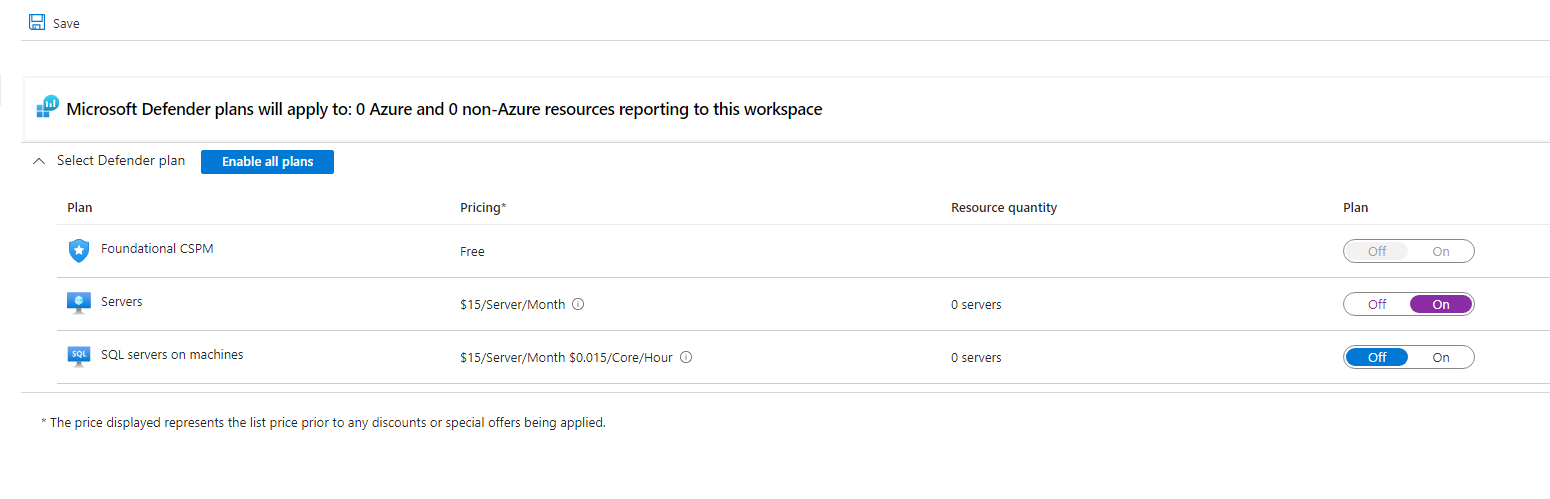 Save
Microsoft Defender plans will apply to: 0 Azure and 0 non-Azure resources reporting to this workspace
Select Defender plan Enable all plans
Plan Pricing* Resource quantity Plan
Foundational CSPM Free Off On
Servers $15/Server/Month 0 servers Off On
SQL SQL servers on machines $15/Server/Month $0.015/Core/Hour 0 servers Off On
* The price displayed represents the list price prior to any discounts or special offers being applied.